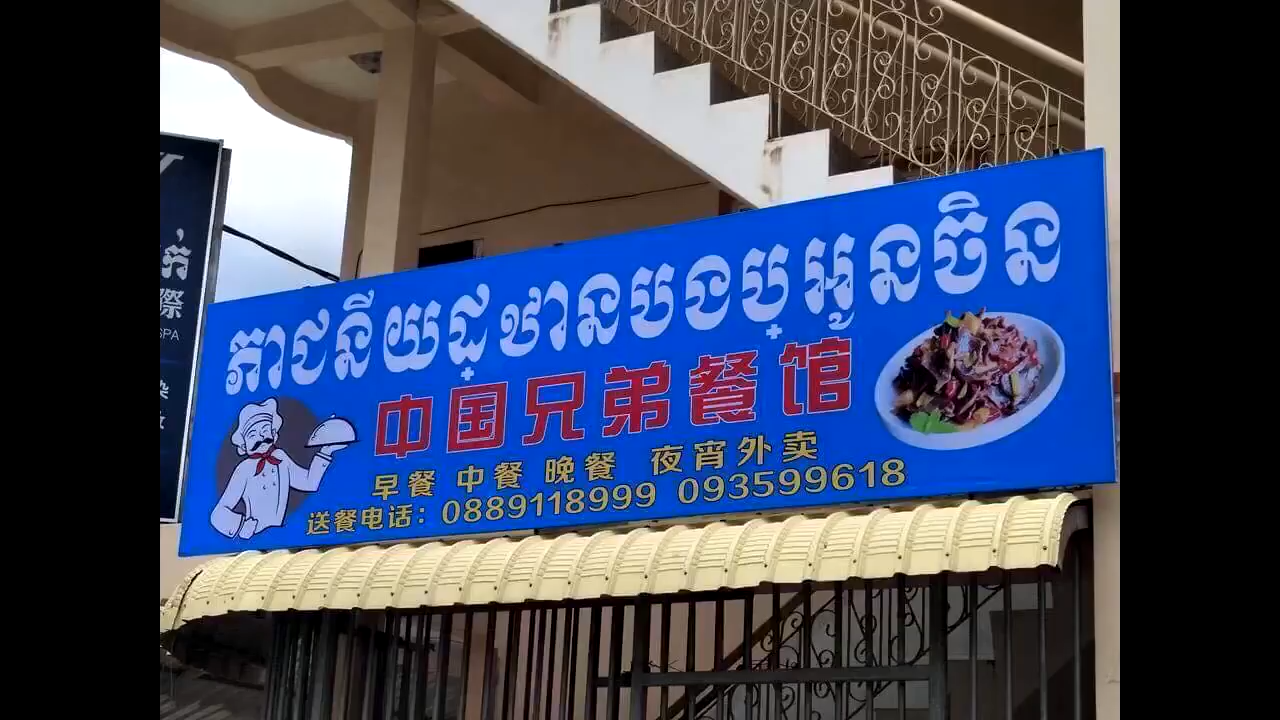 ភោជនីយដ្ឋានបងប្អូនចិន
中国兄弟餐馆
早餐 中餐 晚餐 夜宵外卖
送餐电话：0889118999 093599618
際
SPA